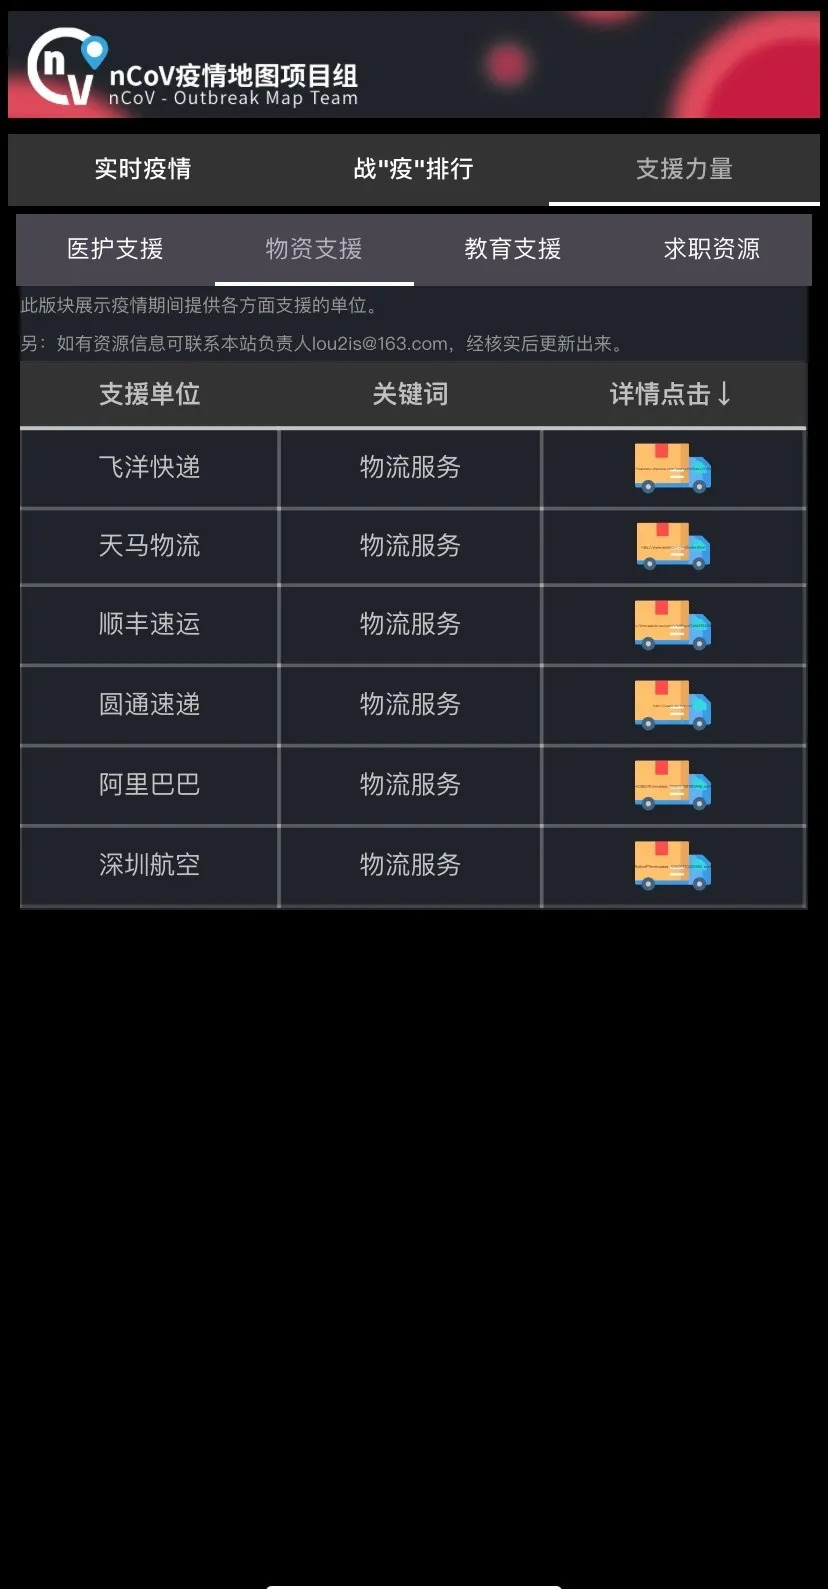 nCoV疫情地图项目组
nCoV - Outbreak Map Team
实时疫情 战"疫"排行 支援力量
医护支援 物资支援 教育支援 求职资源
此版块展示疫情期间提供各方面支援的单位。
另：如有资源信息可联系本站负责人lou2is@163.com，经核实后更新出来。
支援单位 关键词 详情点击↓
飞洋快递 物流服务
天马物流 物流服务
顺丰速运 物流服务
圆通速递 物流服务
阿里巴巴 物流服务
深圳航空 物流服务